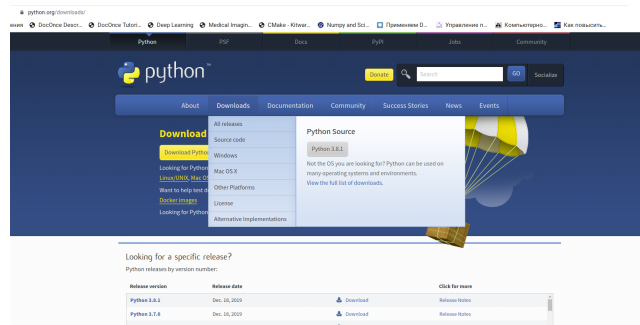 python.org/downloads/
DocOnce Descr... DocOnce Tutori... Deep Learning Medical Imagin... CMake - Kitwar... Numpy and Sci... Применяем D... Управление п... Компьютерно... Как повысить...
Python PSF Docs PyPI Jobs Community
python™ Donate Search GO Socialize
About Downloads Documentation Community Success Stories News Events
All releases
Source code
Windows
Mac OS X
Other Platforms
License
Alternative Implementations
Python Source
Python 3.8.1
Not the OS you are looking for? Python can be used on
many operating systems and environments.
View the full list of downloads.
Download
Download Pytho
Looking for Python
Linux/UNIX, Mac OS
Want to help test d
Docker images
Looking for Python
Looking for a specific release?
Python releases by version number:
Release version Release date Click for more
Python 3.8.1 Dec. 18, 2019 Download Release Notes
Python 3.7.6 Dec. 18, 2019 Download Release Notes